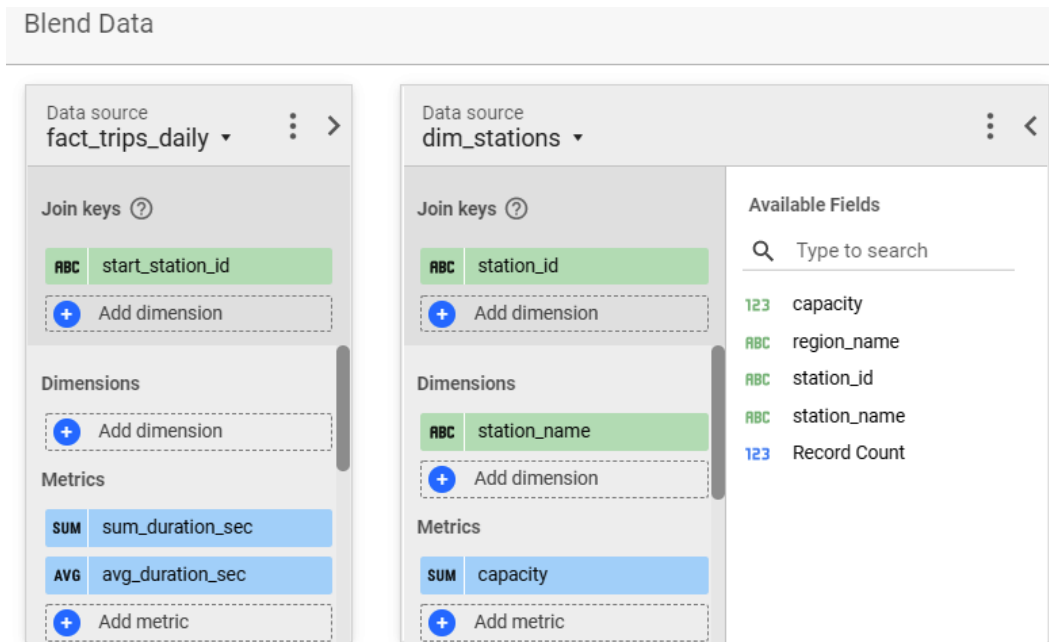 Blend Data
Data source
fact_trips_daily
Join keys
ABC start_station_id
Add dimension
Dimensions
Add dimension
Metrics
SUM sum_duration_sec
AVG avg_duration_sec
Add metric
Data source
dim_stations
Join keys
ABC station_id
Add dimension
Dimensions
ABC station_name
Add dimension
Metrics
SUM capacity
Add metric
Available Fields
Type to search
123 capacity
ABC region_name
ABC station_id
ABC station_name
123 Record Count